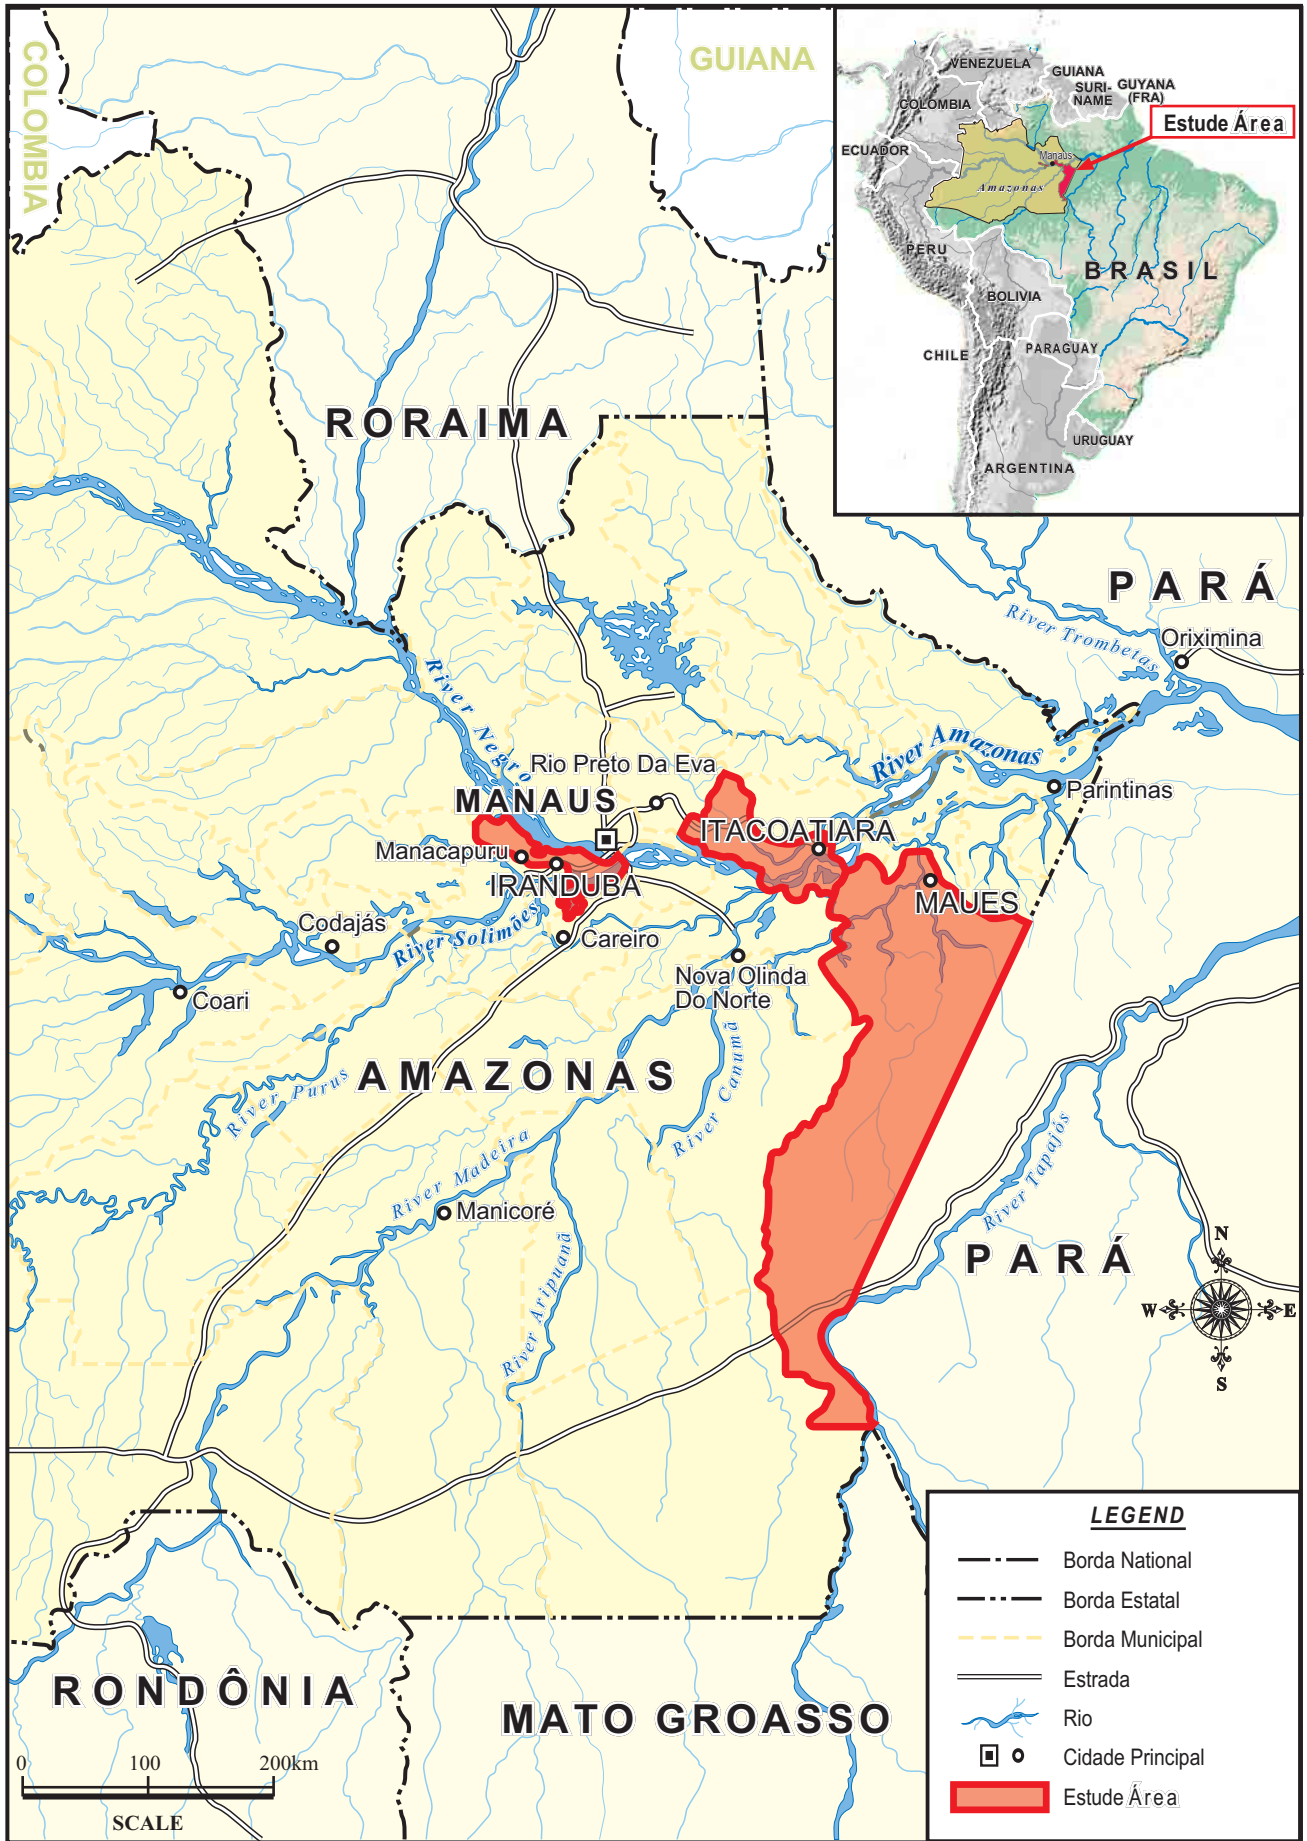 COLOMBIA
GUIANA
VENEZUELA
GUIANA
SURI-
NAME
GUYANA
(FRA)
COLOMBIA
Estude Área
ECUADOR
Manaus
Amazonas
PERU
BRASIL
BOLIVIA
CHILE
PARAGUAY
URUGUAY
ARGENTINA
RORAIMA
PARÁ
River Trombetas
Oriximina
River Negro
River Amazonas
Rio Preto Da Eva
Parintinas
MANAUS
ITACOATIARA
Manacapuru
IRANDUBA
MAUES
Codajás
River Solimões
Careiro
Nova Olinda
Do Norte
Coari
AMAZONAS
River Canumã
River Purus
River Madeira
River Tapajós
Manicoré
River Aripuanã
PARÁ
N
W
E
S
RONDÔNIA
MATO GROASSO
0 100 200km
SCALE
LEGEND
Borda National
Borda Estatal
Borda Municipal
Estrada
Rio
Cidade Principal
Estude Área